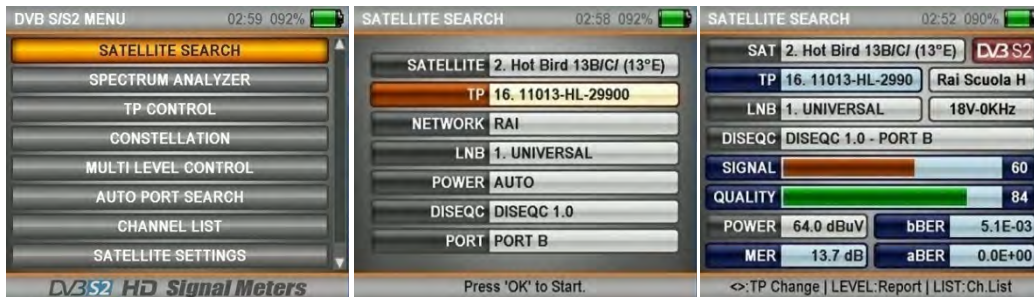 DVB S/S2 MENU 02:59 092%
SATELLITE SEARCH
SPECTRUM ANALYZER
TP CONTROL
CONSTELLATION
MULTI LEVEL CONTROL
AUTO PORT SEARCH
CHANNEL LIST
SATELLITE SETTINGS
DVB S2 HD Signal Meters
SATELLITE SEARCH 02:58 092%
SATELLITE 2. Hot Bird 13B/C/ (13°E)
TP 16. 11013-HL-29900
NETWORK RAI
LNB 1. UNIVERSAL
POWER AUTO
DISEQC DISEQC 1.0
PORT PORT B
Press 'OK' to Start.
SATELLITE SEARCH 02:52 090%
SAT 2. Hot Bird 13B/C/ (13°E) DVB S2
TP 16. 11013-HL-2990 Rai Scuola H
LNB 1. UNIVERSAL 18V-0KHz
DISEQC DISEQC 1.0 - PORT B
SIGNAL 60
QUALITY 84
POWER 64.0 dBuV bBER 5.1E-03
MER 13.7 dB aBER 0.0E+00
<>:TP Change | LEVEL:Report | LIST:Ch.List